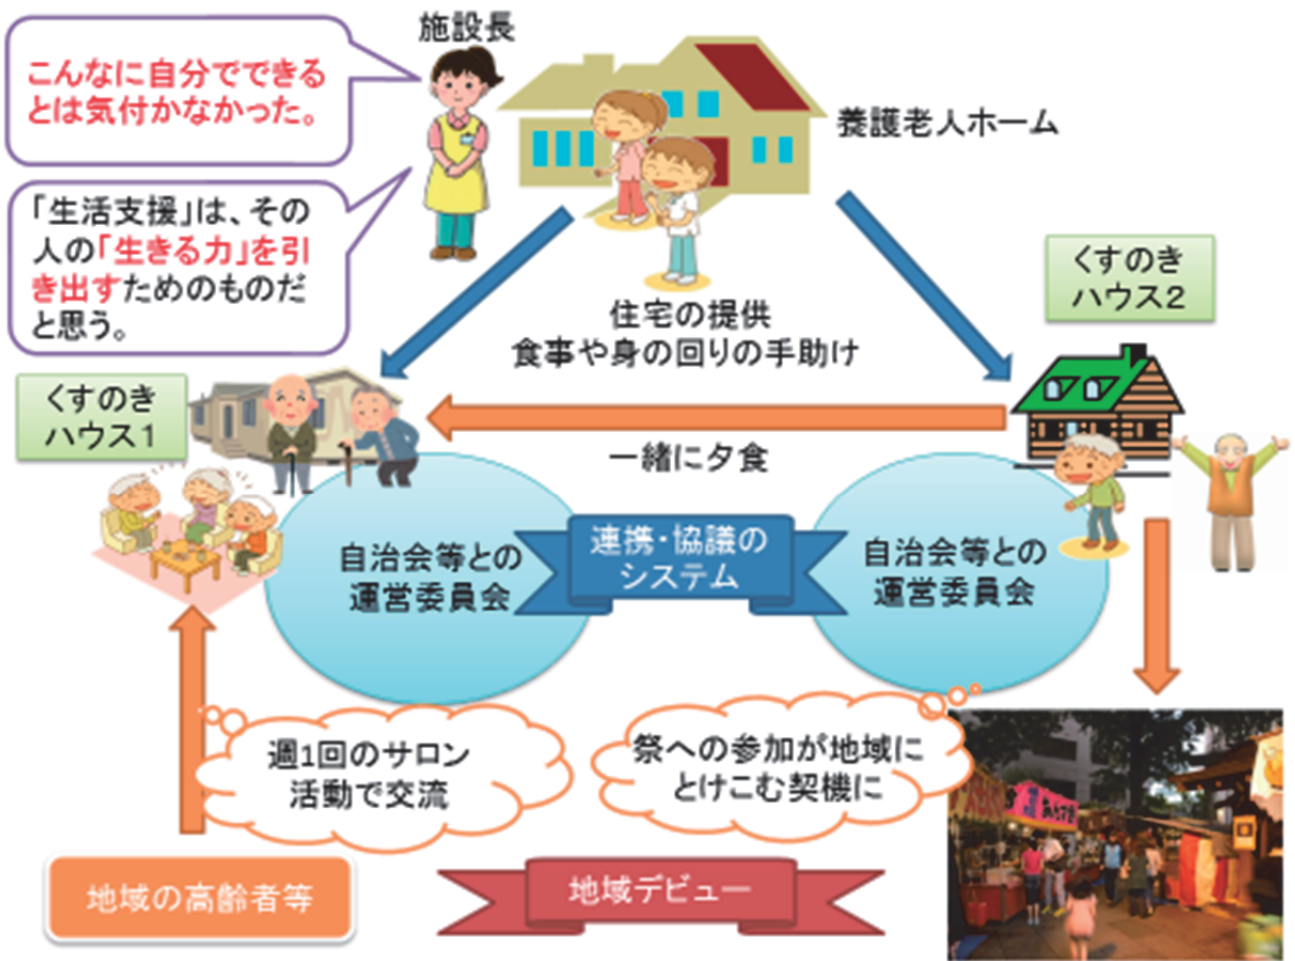 施設長
こんなに自分でできる
とは気付かなかった。
養護老人ホーム
「生活支援」は、その
人の「生きる力」を引
き出すためのものだ
と思う。
くすのき
ハウス2
住宅の提供
食事や身の回りの手助け
くすのき
ハウス1
一緒に夕食
自治会等との
運営委員会
連携・協議の
システム
自治会等との
運営委員会
週1回のサロン
活動で交流
祭への参加が地域に
とけこむ契機に
地域の高齢者等
地域デビュー